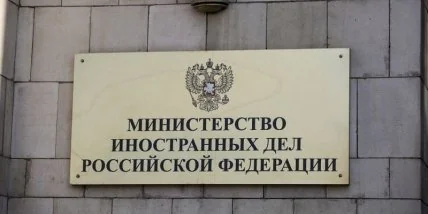 МИНИСТЕРСТВО
ИНОСТРАННЫХ ДЕЛ
РОССИЙСКОЙ ФЕДЕРАЦИИ